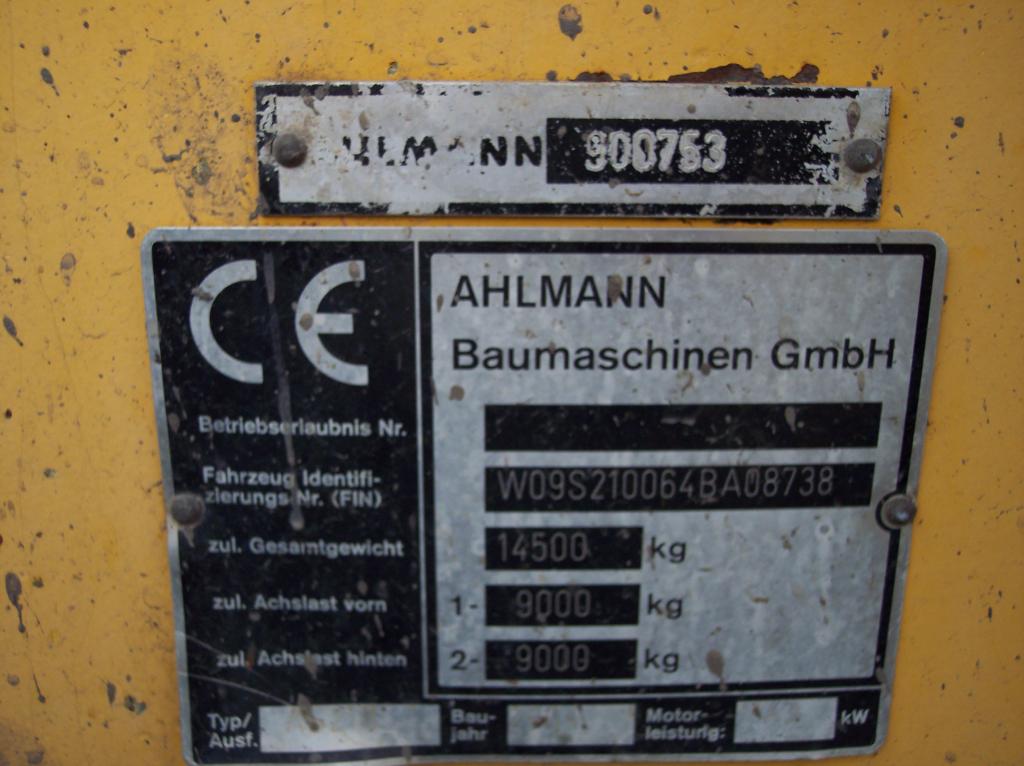 AHLMANN 900753
CE
AHLMANN
Baumaschinen GmbH
Betriebserlaubnis Nr.
Fahrzeug Identifi-
zierungs Nr. (FIN) W09S210064BA08738
zul. Gesamtgewicht 14500 kg
zul. Achslast vorn 1- 9000 kg
zul. Achslast hinten 2- 9000 kg
Typ/ Bau- Motor- kW
Ausf. jahr leistung: